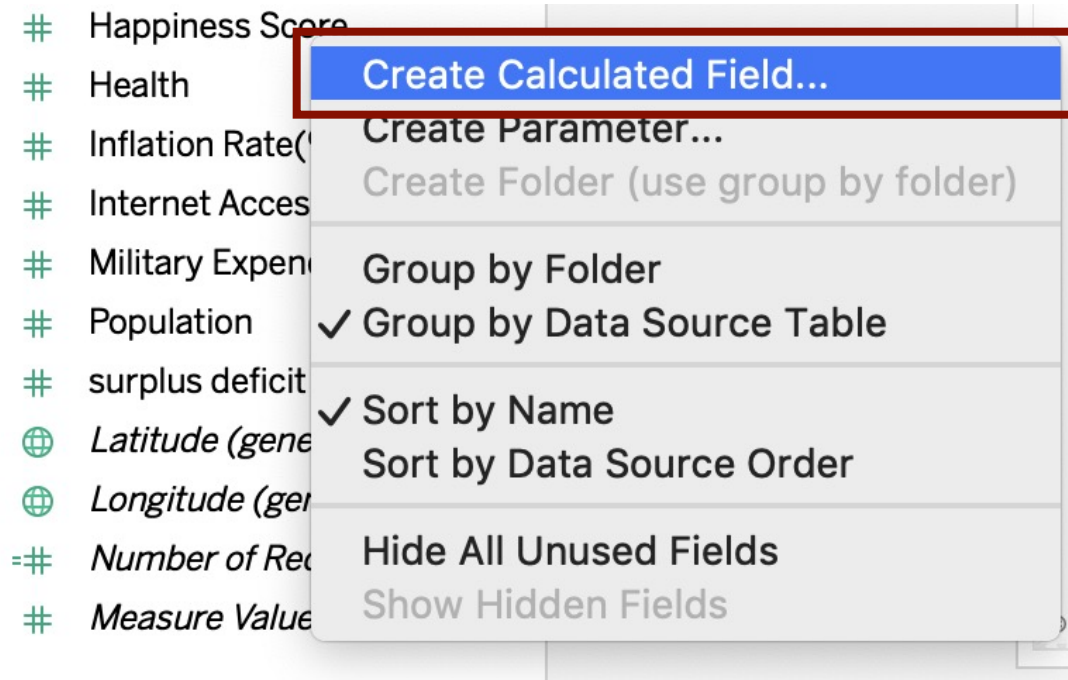 Happiness Score
Health
Inflation Rate(
Internet Acces
Military Expen
Population
surplus deficit
Latitude (gene
Longitude (ger
Number of Rec
Measure Value
Create Calculated Field...
Create Parameter...
Create Folder (use group by folder)
Group by Folder
Group by Data Source Table
Sort by Name
Sort by Data Source Order
Hide All Unused Fields
Show Hidden Fields